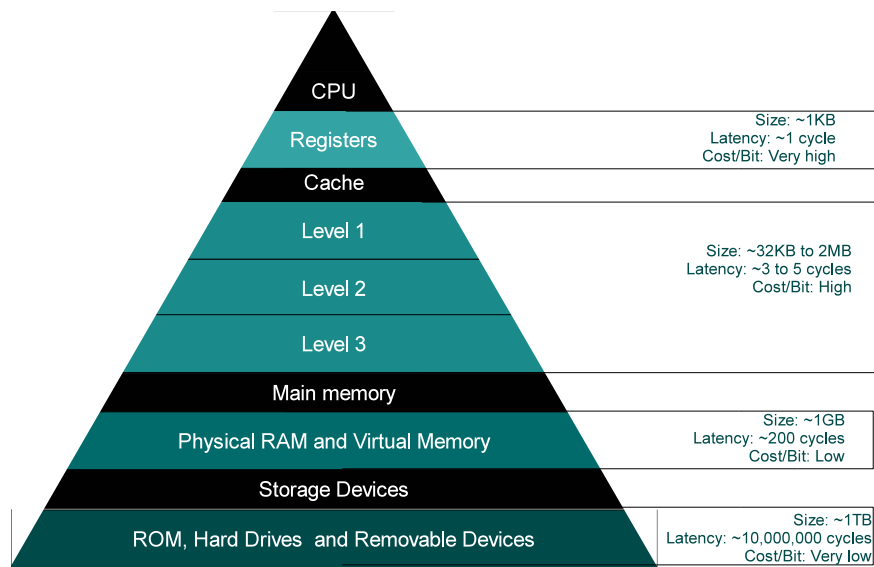 CPU
Registers
Size: ~1KB
Latency: ~1 cycle
Cost/Bit: Very high
Cache
Level 1
Level 2
Level 3
Size: ~32KB to 2MB
Latency: ~3 to 5 cycles
Cost/Bit: High
Main memory
Physical RAM and Virtual Memory
Size: ~1GB
Latency: ~200 cycles
Cost/Bit: Low
Storage Devices
ROM, Hard Drives and Removable Devices
Size: ~1TB
Latency: ~10,000,000 cycles
Cost/Bit: Very low